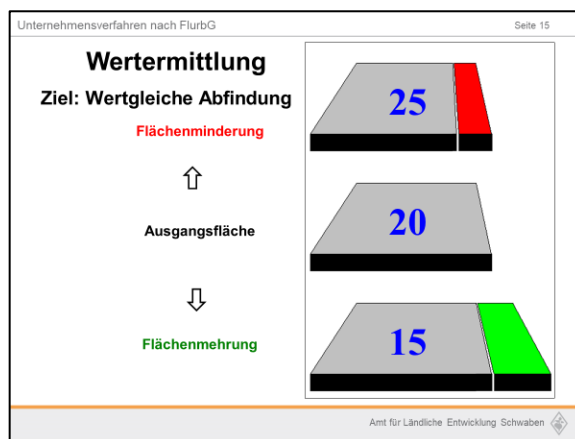 Unternehmensverfahren nach FlurbG
Seite 15
Wertermittlung
Ziel: Wertgleiche Abfindung
Flächenminderung
25
Ausgangsfläche
20
Flächenmehrung
15
Amt für Ländliche Entwicklung Schwaben